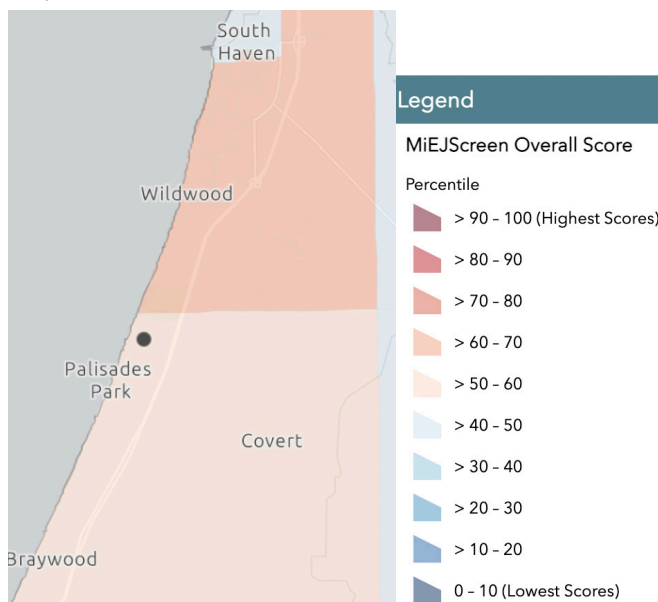 South
Haven
Wildwood
Palisades
Park
Covert
Braywood
Legend
MiEJScreen Overall Score
Percentile
> 90 - 100 (Highest Scores)
> 80 - 90
> 70 - 80
> 60 - 70
> 50 - 60
> 40 - 50
> 30 - 40
> 20 - 30
> 10 - 20
0 - 10 (Lowest Scores)